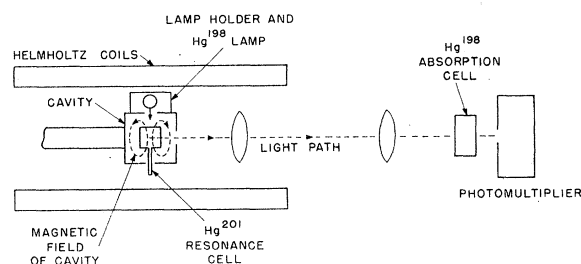 LAMP HOLDER AND
Hg198 LAMP
HELMHOLTZ COILS
CAVITY
Hg198
ABSORPTION
CELL
LIGHT PATH
PHOTOMULTIPLIER
MAGNETIC
FIELD
OF CAVITY
Hg201
RESONANCE
CELL